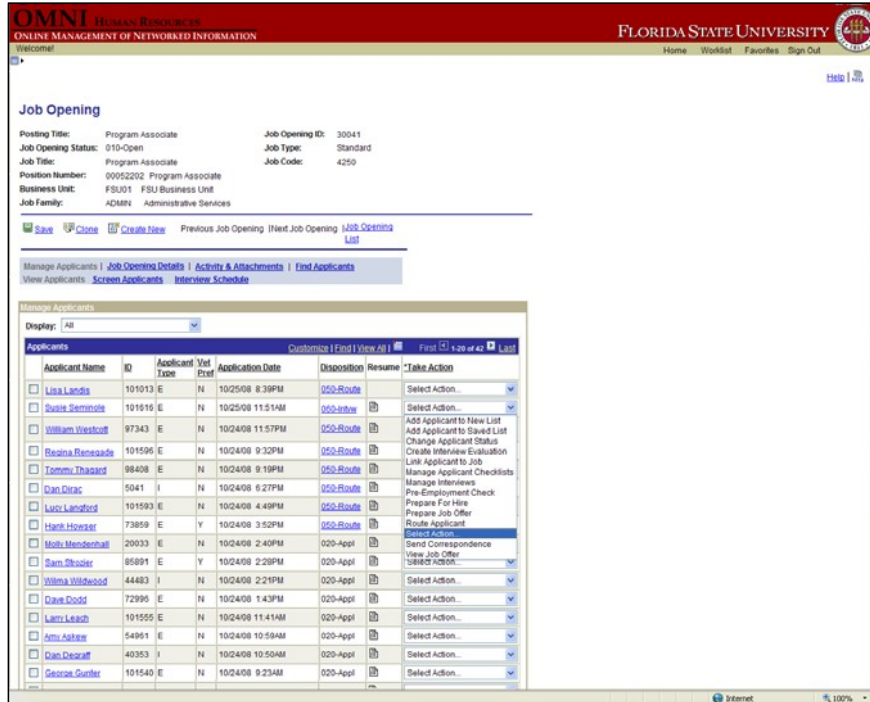 OMNI HUMAN RESOURCES
ONLINE MANAGEMENT OF NETWORKED INFORMATION
FLORIDA STATE UNIVERSITY
Welcome!
Home Worklist Favorites Sign Out
Help
Job Opening
Posting Title: Program Associate Job Opening ID: 30041
Job Opening Status: 010-Open Job Type: Standard
Job Title: Program Associate Job Code: 4250
Position Number: 00052202 Program Associate
Business Unit: FSU01 FSU Business Unit
Job Family: ADMIN Administrative Services
Save Clone Create New Previous Job Opening | Next Job Opening | Job Opening List
Manage Applicants | Job Opening Details | Activity & Attachments | Find Applicants
View Applicants Screen Applicants Interview Schedule
Manage Applicants
Display: All
Applicants Customize | Find | View All | First 1-20 of 42 Last
Applicant Name ID Applicant Type Vet Pref Application Date Disposition Resume *Take Action
Lisa Landis 101013 E N 10/25/08 8:39PM 050-Route Select Action...
Susie Seminole 101616 E N 10/25/08 11:51AM 060-Intvw Select Action...
William Westcott 97343 E N 10/24/08 11:57PM 050-Route
Regina Renegade 101596 E N 10/24/08 9:32PM 050-Route
Tommy Thagard 98408 E N 10/24/08 9:19PM 050-Route
Dan Dirac 5041 I N 10/24/08 6:27PM 050-Route
Lucy Langford 101593 E N 10/24/08 4:49PM 050-Route
Hank Howser 73859 E Y 10/24/08 3:52PM 050-Route
Molly Mendenhall 20033 E N 10/24/08 2:40PM 020-Appl
Add Applicant to New List
Add Applicant to Saved List
Change Applicant Status
Create Interview Evaluation
Link Applicant to Job
Manage Applicant Checklists
Manage Interviews
Pre-Employment Check
Prepare For Hire
Prepare Job Offer
Route Applicant
Select Action...
Send Correspondence
View Job Offer
Sam Strozier 85891 E Y 10/24/08 2:28PM 020-Appl Select Action...
Wilma Wildwood 44483 I N 10/24/08 2:21PM 020-Appl Select Action...
Dave Dodd 72996 E N 10/24/08 1:43PM 020-Appl Select Action...
Larry Leach 101555 E N 10/24/08 11:41AM 020-Appl Select Action...
Amy Askew 54961 E N 10/24/08 10:59AM 020-Appl Select Action...
Dan Degraff 40353 I N 10/24/08 10:50AM 020-Appl Select Action...
George Gunter 101540 E N 10/24/08 9:23AM 020-Appl Select Action...
Internet 100%